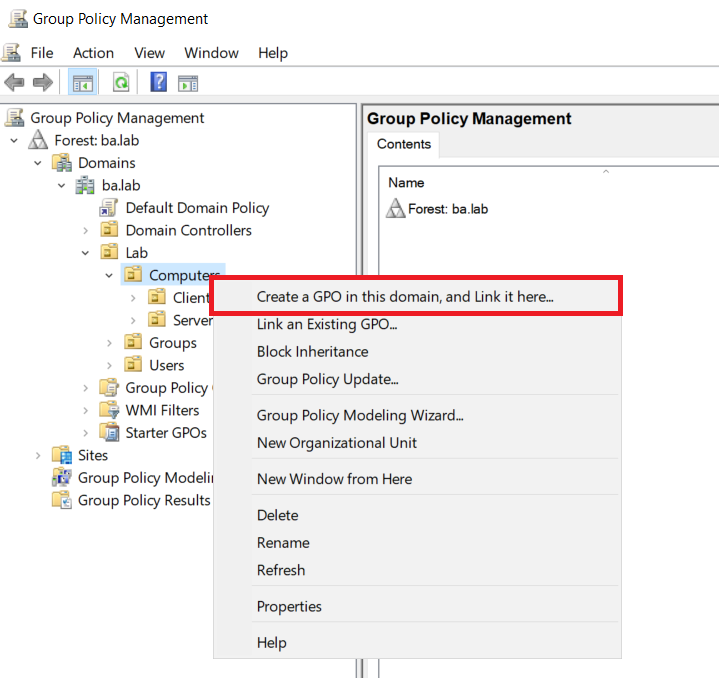 Group Policy Management
File Action View Window Help
Group Policy Management
Forest: ba.lab
Domains
ba.lab
Default Domain Policy
Domain Controllers
Lab
Computers
Client
Server
Groups
Users
Group Policy
WMI Filters
Starter GPOs
Sites
Group Policy Modelin
Group Policy Results
Group Policy Management
Contents
Name
Forest: ba.lab
Create a GPO in this domain, and Link it here...
Link an Existing GPO...
Block Inheritance
Group Policy Update...
Group Policy Modeling Wizard...
New Organizational Unit
New Window from Here
Delete
Rename
Refresh
Properties
Help